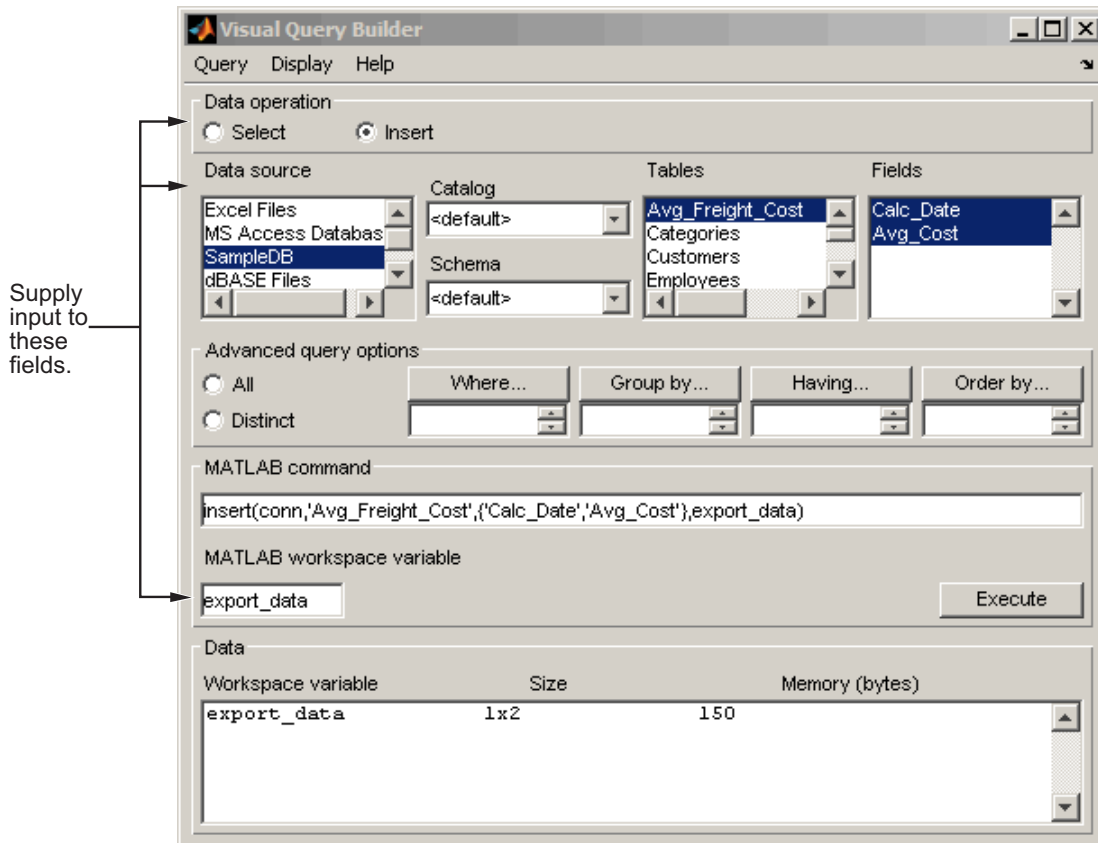 Visual Query Builder
Query Display Help
Data operation
Select Insert
Data source
Catalog
Tables
Fields
Excel Files
MS Access Databas
SampleDB
dBASE Files
<default>
Schema
<default>
Avg_Freight_Cost
Categories
Customers
Employees
Calc_Date
Avg_Cost
Supply
input to
these
fields.
Advanced query options
All
Distinct
Where... Group by... Having... Order by...
MATLAB command
insert(conn,'Avg_Freight_Cost',{'Calc_Date','Avg_Cost'},export_data)
MATLAB workspace variable
export_data
Execute
Data
Workspace variable Size Memory (bytes)
export_data 1x2 150